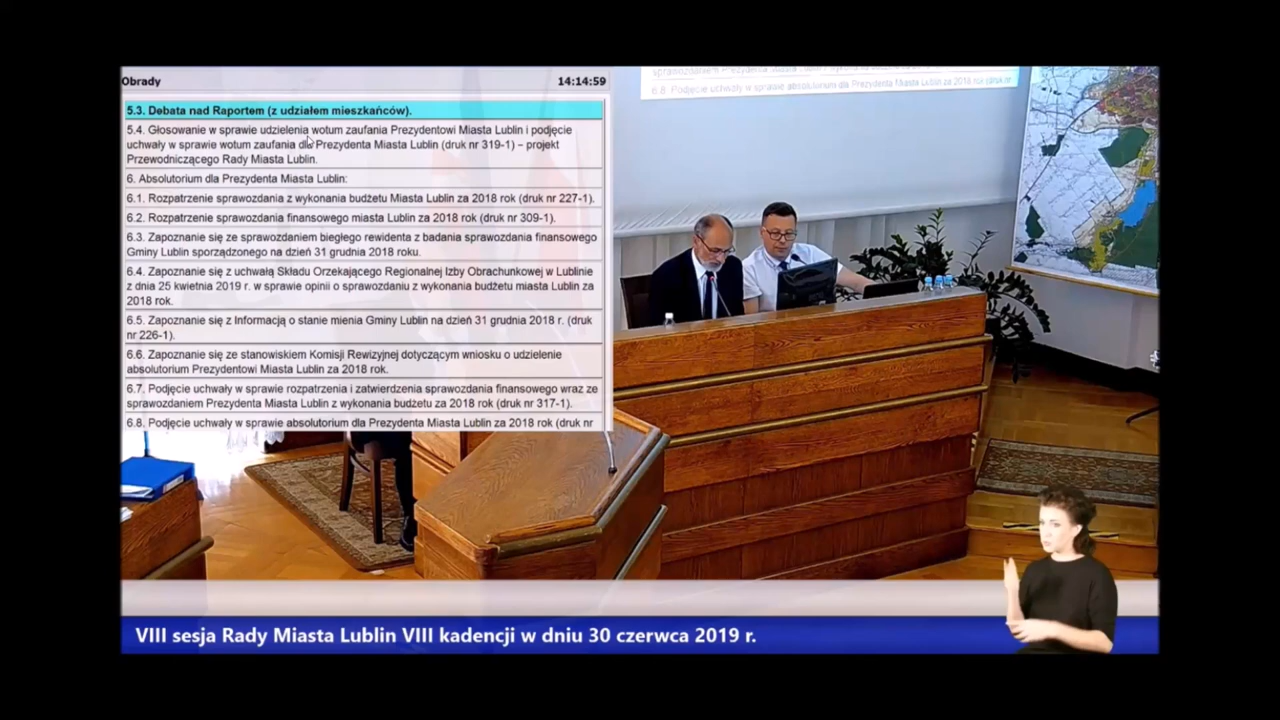 Obrady 14:14:59
5.3. Debata nad Raportem (z udziałem mieszkańców).
5.4. Głosowanie w sprawie udzielenia wotum zaufania Prezydentowi Miasta Lublin i podjęcie
uchwały w sprawie wotum zaufania dla Prezydenta Miasta Lublin (druk nr 319-1) – projekt
Przewodniczącego Rady Miasta Lublin.
6. Absolutorium dla Prezydenta Miasta Lublin:
6.1. Rozpatrzenie sprawozdania z wykonania budżetu Miasta Lublin za 2018 rok (druk nr 227-1).
6.2. Rozpatrzenie sprawozdania finansowego miasta Lublin za 2018 rok (druk nr 309-1).
6.3. Zapoznanie się ze sprawozdaniem biegłego rewidenta z badania sprawozdania finansowego
Gminy Lublin sporządzonego na dzień 31 grudnia 2018 roku.
6.4. Zapoznanie się z uchwałą Składu Orzekającego Regionalnej Izby Obrachunkowej w Lublinie
z dnia 25 kwietnia 2019 r. w sprawie opinii o sprawozdaniu z wykonania budżetu miasta Lublin za
2018 rok.
6.5. Zapoznanie się z Informacją o stanie mienia Gminy Lublin na dzień 31 grudnia 2018 r. (druk
nr 226-1).
6.6. Zapoznanie się ze stanowiskiem Komisji Rewizyjnej dotyczącym wniosku o udzielenie
absolutorium Prezydentowi Miasta Lublin za 2018 rok.
6.7. Podjęcie uchwały w sprawie rozpatrzenia i zatwierdzenia sprawozdania finansowego wraz ze
sprawozdaniem Prezydenta Miasta Lublin z wykonania budżetu za 2018 rok (druk nr 317-1).
6.8. Podjęcie uchwały w sprawie absolutorium dla Prezydenta Miasta Lublin za 2018 rok (druk nr
6.8. Podjęcie uchwały w sprawie absolutorium dla Prezydenta Miasta Lublin za 2018 rok (druk nr
VIII sesja Rady Miasta Lublin VIII kadencji w dniu 30 czerwca 2019 r.